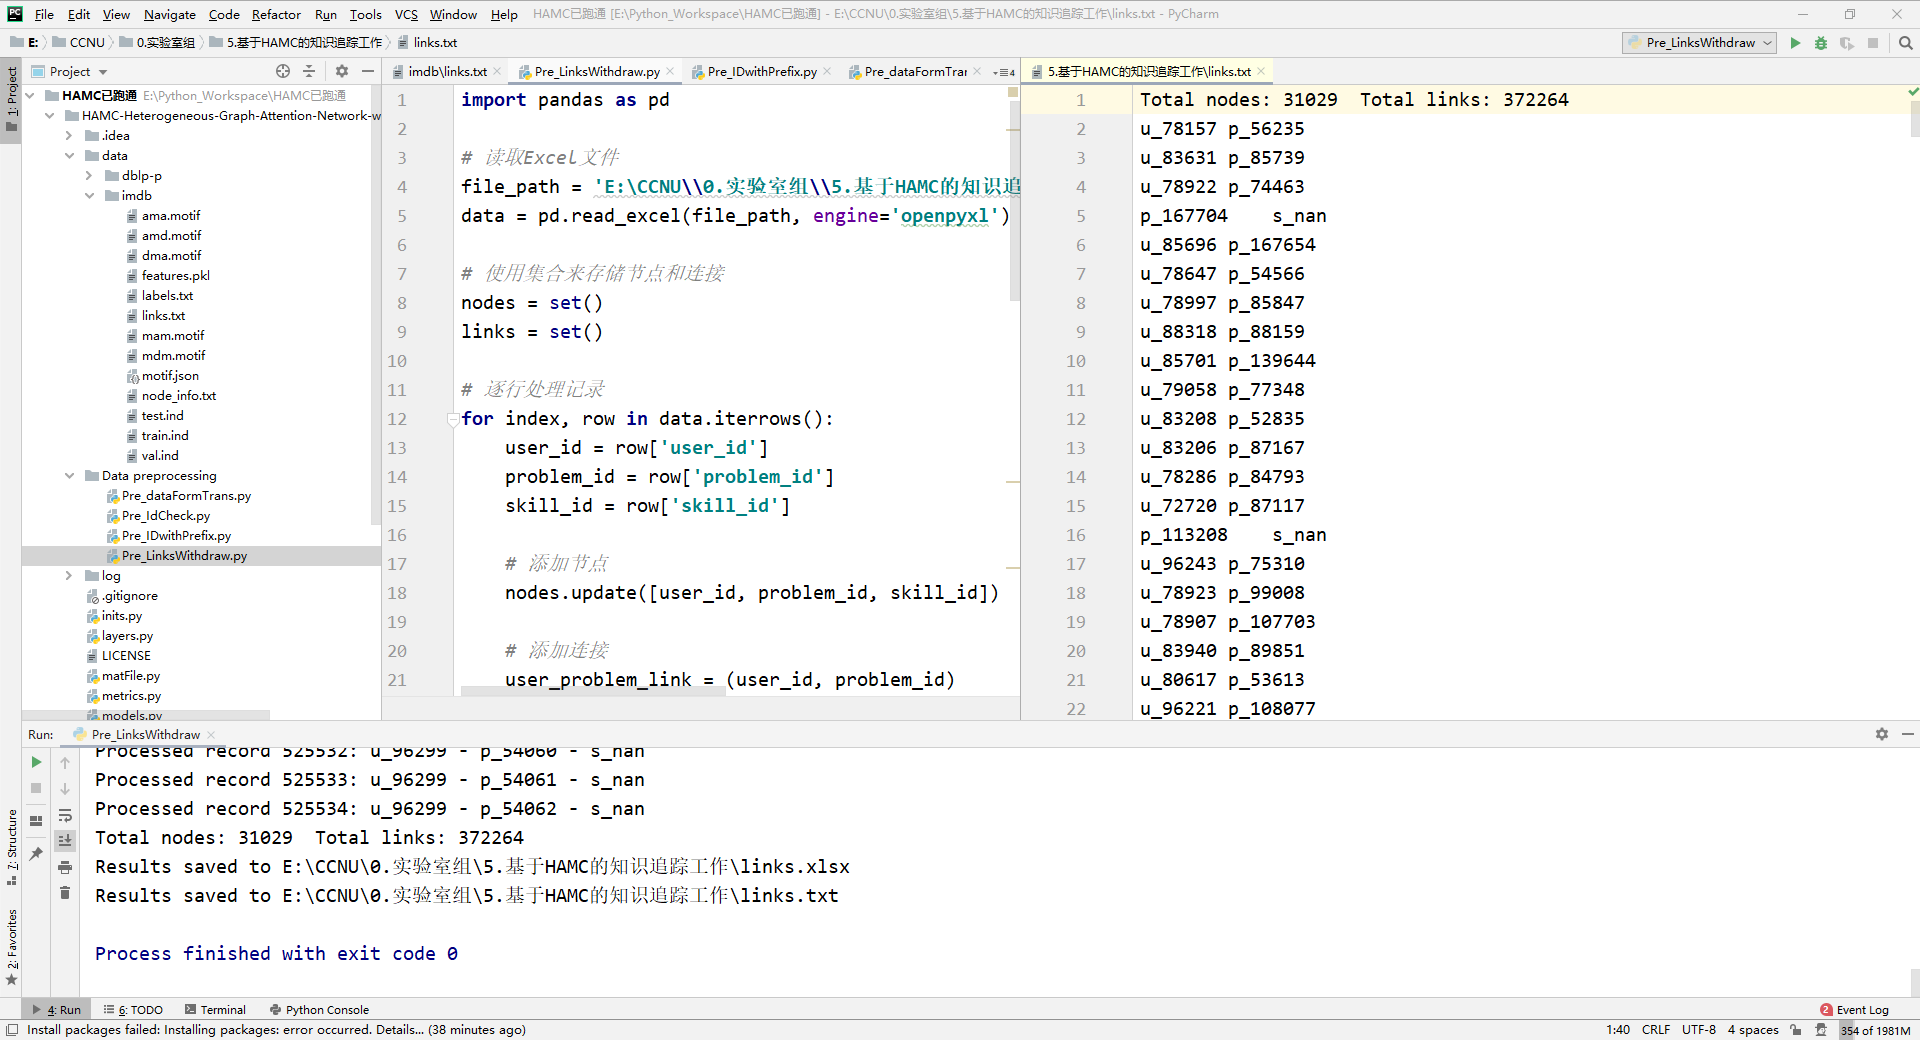 File Edit View Navigate Code Refactor Run Tools VCS Window Help HAMC已跑通 [E:\Python_Workspace\HAMC已跑通] - E:\CCNU\0.实验室组\5.基于HAMC的知识追踪工作\links.txt - PyCharm
E: CCNU 0.实验室组 5.基于HAMC的知识追踪工作 links.txt
Pre_LinksWithdraw
1: Project
Project
HAMC已跑通 E:\Python_Workspace\HAMC已跑通
HAMC-Heterogeneous-Graph-Attention-Network-w
.idea
data
dblp-p
imdb
ama.motif
amd.motif
dma.motif
features.pkl
labels.txt
links.txt
mam.motif
mdm.motif
motif.json
node_info.txt
test.ind
train.ind
val.ind
Data preprocessing
Pre_dataFormTrans.py
Pre_IdCheck.py
Pre_IDwithPrefix.py
Pre_LinksWithdraw.py
log
.gitignore
inits.py
layers.py
LICENSE
matFile.py
metrics.py
models.py
imdb\links.txt Pre_LinksWithdraw.py Pre_IDwithPrefix.py Pre_dataFormTrar 4
1 import pandas as pd
2
3 # 读取Excel文件
4 file_path = 'E:\CCNU\\0.实验室组\\5.基于HAMC的知识追
5 data = pd.read_excel(file_path, engine='openpyxl')
6
7 # 使用集合来存储节点和连接
8 nodes = set()
9 links = set()
10
11 # 逐行处理记录
12 for index, row in data.iterrows():
13 user_id = row['user_id']
14 problem_id = row['problem_id']
15 skill_id = row['skill_id']
16
17 # 添加节点
18 nodes.update([user_id, problem_id, skill_id])
19
20 # 添加连接
21 user_problem_link = (user_id, problem_id)
5.基于HAMC的知识追踪工作\links.txt
1 Total nodes: 31029 Total links: 372264
2 u_78157 p_56235
3 u_83631 p_85739
4 u_78922 p_74463
5 p_167704 s_nan
6 u_85696 p_167654
7 u_78647 p_54566
8 u_78997 p_85847
9 u_88318 p_88159
10 u_85701 p_139644
11 u_79058 p_77348
12 u_83208 p_52835
13 u_83206 p_87167
14 u_78286 p_84793
15 u_72720 p_87117
16 p_113208 s_nan
17 u_96243 p_75310
18 u_78923 p_99008
19 u_78907 p_107703
20 u_83940 p_89851
21 u_80617 p_53613
22 u_96221 p_108077
Run: Pre_LinksWithdraw
Processed record 525532: u_96299 - p_54060 - s_nan
Processed record 525533: u_96299 - p_54061 - s_nan
Processed record 525534: u_96299 - p_54062 - s_nan
Total nodes: 31029 Total links: 372264
Results saved to E:\CCNU\0.实验室组\5.基于HAMC的知识追踪工作\links.xlsx
Results saved to E:\CCNU\0.实验室组\5.基于HAMC的知识追踪工作\links.txt
Process finished with exit code 0
7: Structure
2: Favorites
4: Run 6: TODO Terminal Python Console 2 Event Log
Install packages failed: Installing packages: error occurred. Details... (38 minutes ago) 1:40 CRLF UTF-8 4 spaces 354 of 1981M